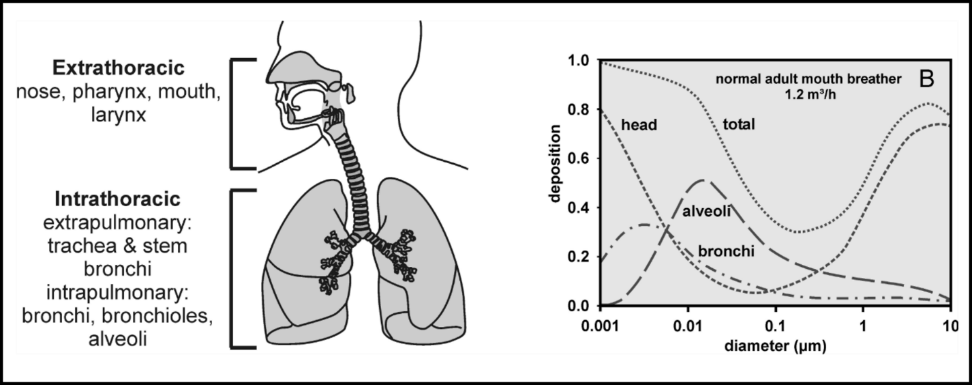 Extrathoracic
nose, pharynx, mouth,
larynx
Intrathoracic
extrapulmonary:
trachea & stem
bronchi
intrapulmonary:
bronchi, bronchioles,
alveoli
B
normal adult mouth breather
1.2 m³/h
head
total
alveoli
bronchi
deposition
1.0
0.8
0.6
0.4
0.2
0.0
0.001
0.01
0.1
1
10
diameter (µm)